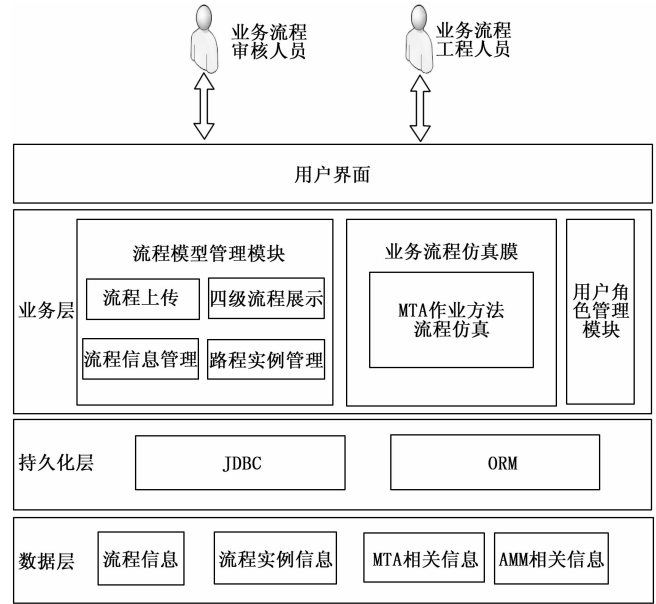 业务流程
审核人员
业务流程
工程人员
用户界面
业务层
流程模型管理模块
流程上传
四级流程展示
流程信息管理
路程实例管理
业务流程仿真膜
MTA作业方法
流程仿真
用户角
色管理
模块
持久化层
JDBC
ORM
数据层
流程信息
流程实例信息
MTA相关信息
AMM相关信息